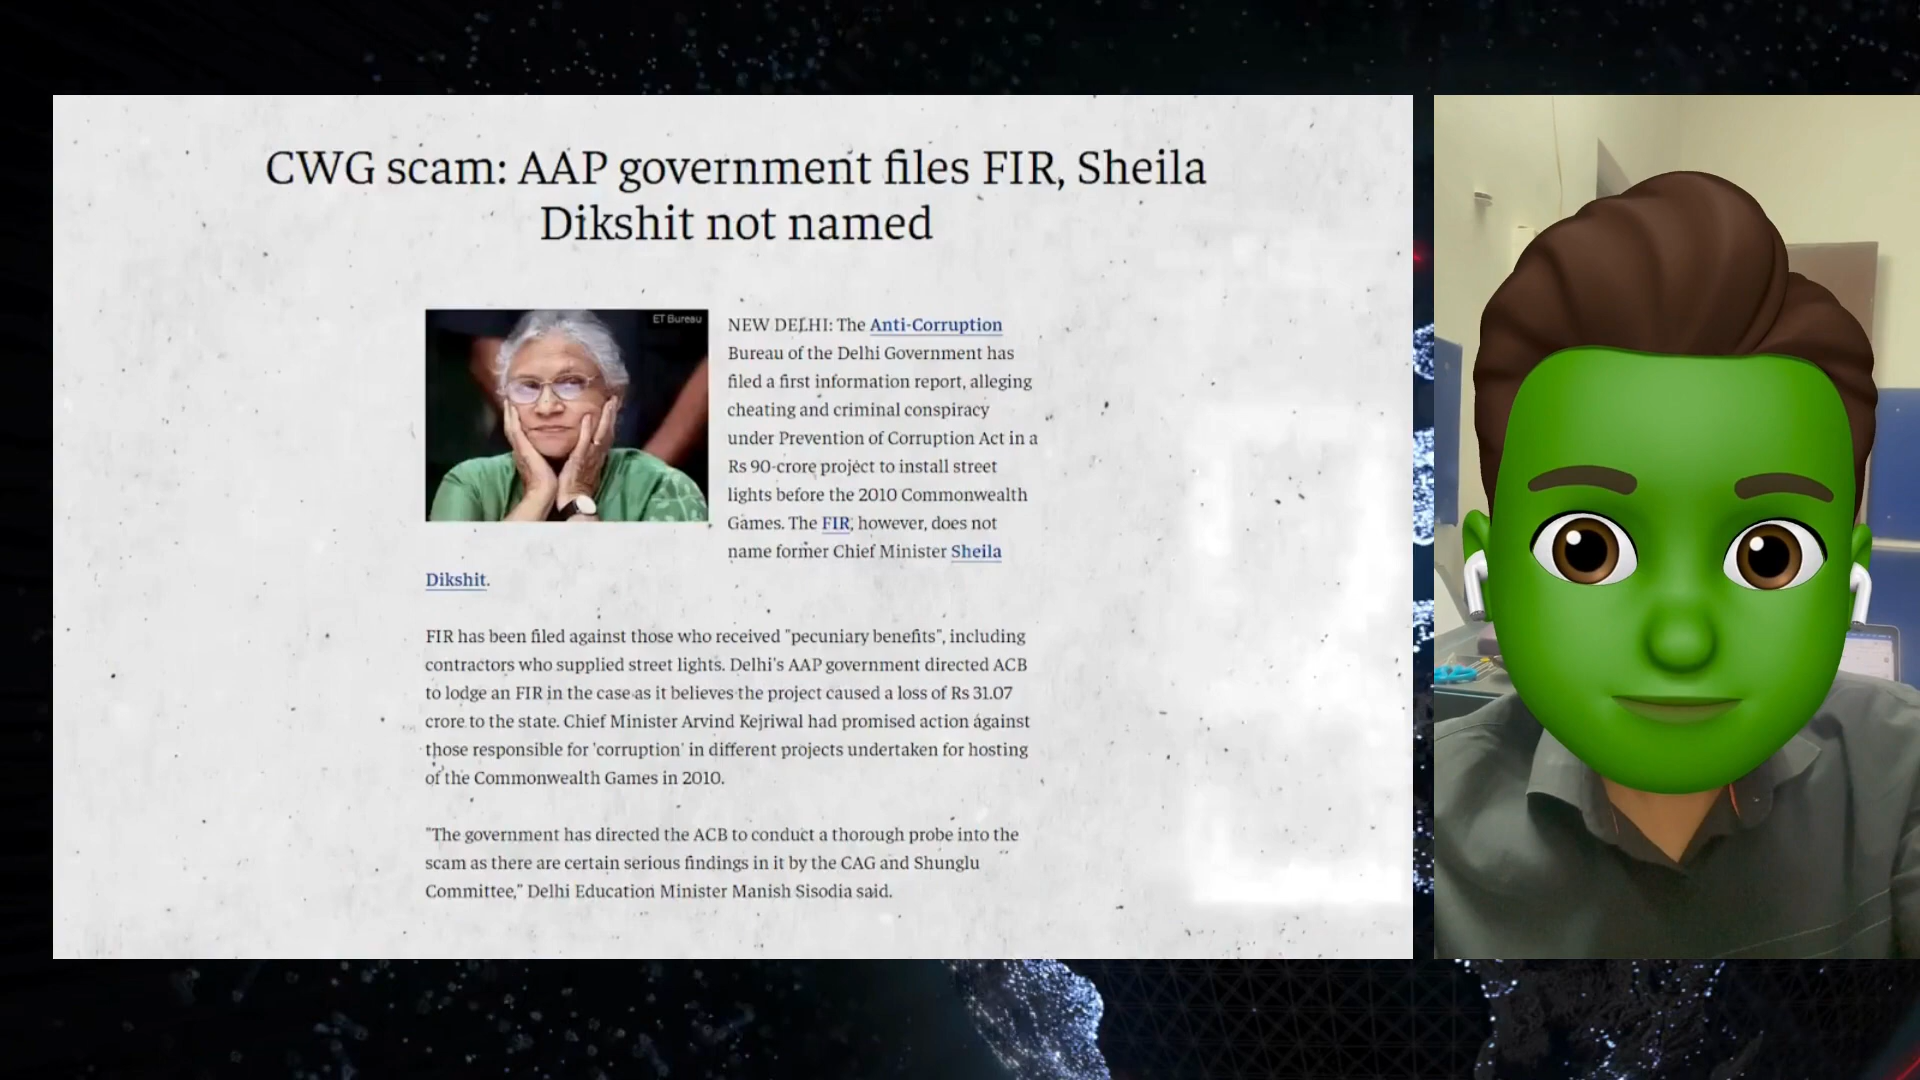 CWG scam: AAP government files FIR, Sheila
Dikshit not named
ET Bureau
NEW DELHI: The Anti-Corruption
Bureau of the Delhi Government has
filed a first information report, alleging
cheating and criminal conspiracy
under Prevention of Corruption Act in a
Rs 90-crore project to install street
lights before the 2010 Commonwealth
Games. The FIR, however, does not
name former Chief Minister Sheila
Dikshit.
FIR has been filed against those who received "pecuniary benefits", including
contractors who supplied street lights. Delhi's AAP government directed ACB
to lodge an FIR in the case as it believes the project caused a loss of Rs 31.07
crore to the state. Chief Minister Arvind Kejriwal had promised action against
those responsible for 'corruption' in different projects undertaken for hosting
of the Commonwealth Games in 2010.
"The government has directed the ACB to conduct a thorough probe into the
scam as there are certain serious findings in it by the CAG and Shunglu
Committee," Delhi Education Minister Manish Sisodia said.